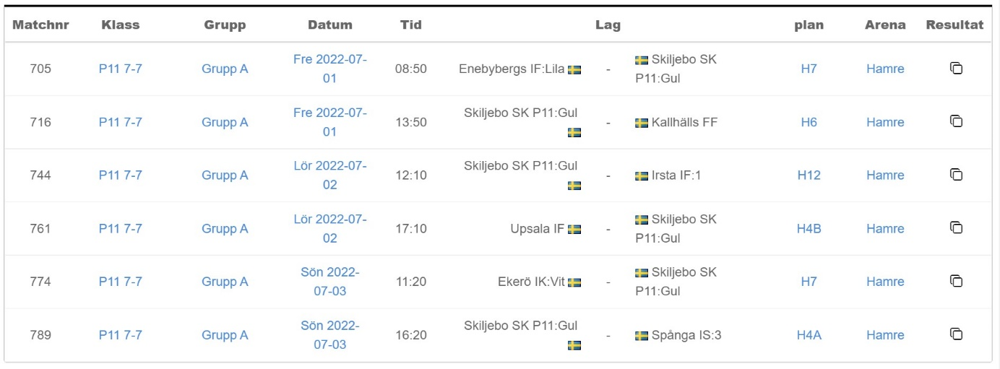 Matchnr Klass Grupp Datum Tid Lag plan Arena Resultat
705 P11 7-7 Grupp A Fre 2022-07-01 08:50 Enebybergs IF:Lila - Skiljebo SK P11:Gul H7 Hamre
716 P11 7-7 Grupp A Fre 2022-07-01 13:50 Skiljebo SK P11:Gul - Kallhälls FF H6 Hamre
744 P11 7-7 Grupp A Lör 2022-07-02 12:10 Skiljebo SK P11:Gul - Irsta IF:1 H12 Hamre
761 P11 7-7 Grupp A Lör 2022-07-02 17:10 Upsala IF - Skiljebo SK P11:Gul H4B Hamre
774 P11 7-7 Grupp A Sön 2022-07-03 11:20 Ekerö IK:Vit - Skiljebo SK P11:Gul H7 Hamre
789 P11 7-7 Grupp A Sön 2022-07-03 16:20 Skiljebo SK P11:Gul - Spånga IS:3 H4A Hamre